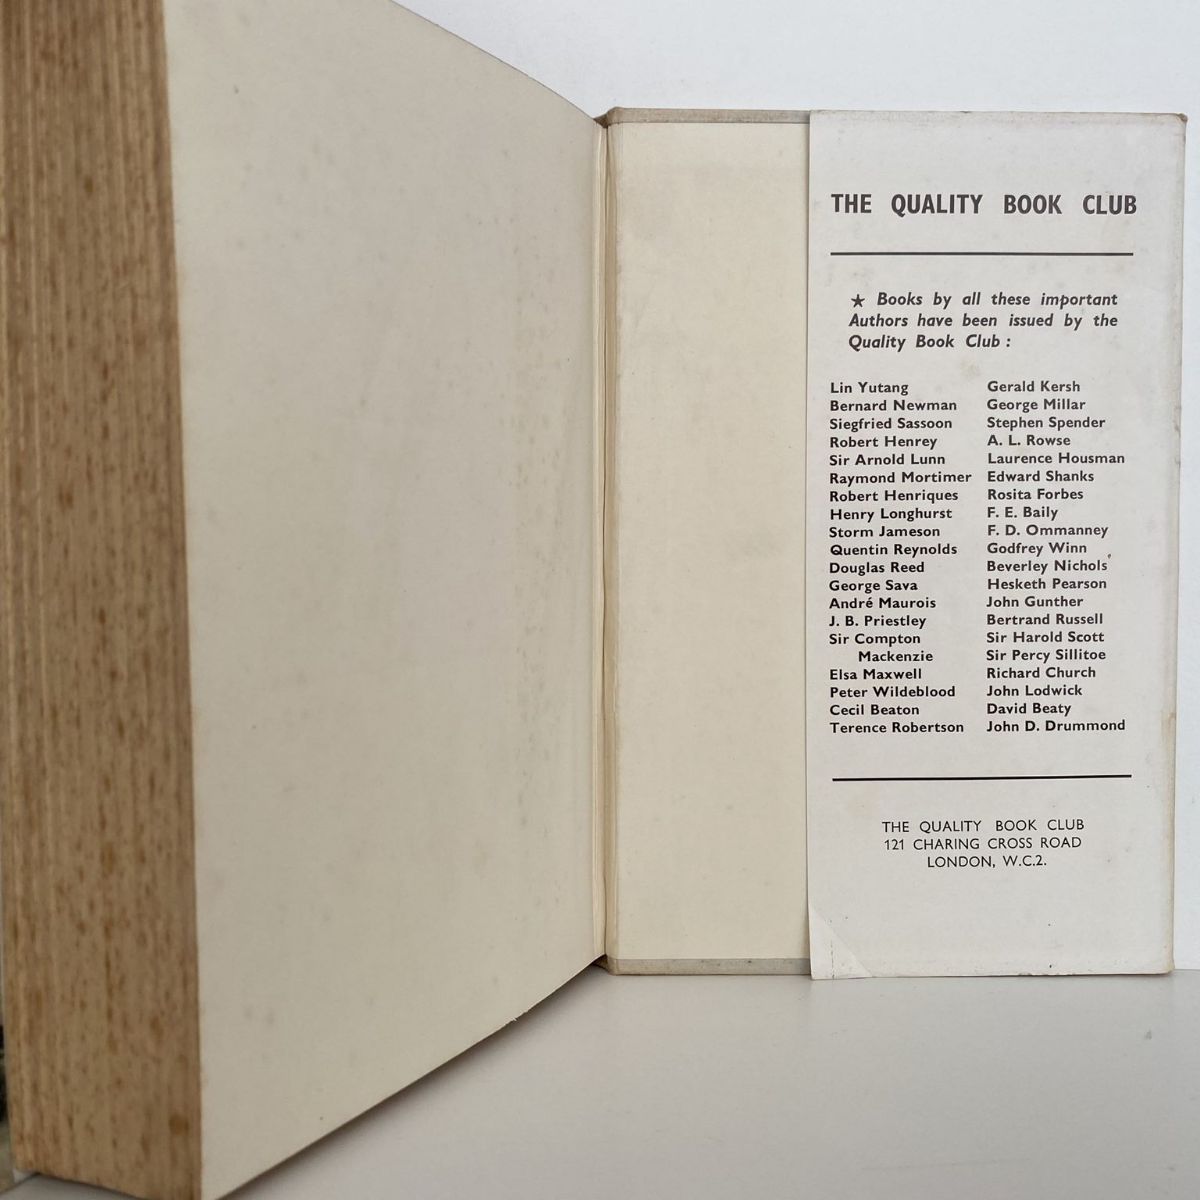 THE QUALITY BOOK CLUB
★ Books by all these important
Authors have been issued by the
Quality Book Club :
Lin Yutang
Bernard Newman
Siegfried Sassoon
Robert Henrey
Sir Arnold Lunn
Raymond Mortimer
Robert Henriques
Henry Longhurst
Storm Jameson
Quentin Reynolds
Douglas Reed
George Sava
André Maurois
J. B. Priestley
Sir Compton
Mackenzie
Elsa Maxwell
Peter Wildeblood
Cecil Beaton
Terence Robertson
Gerald Kersh
George Millar
Stephen Spender
A. L. Rowse
Laurence Housman
Edward Shanks
Rosita Forbes
F. E. Baily
F. D. Ommanney
Godfrey Winn
Beverley Nichols
Hesketh Pearson
John Gunther
Bertrand Russell
Sir Harold Scott
Sir Percy Sillitoe
Richard Church
John Lodwick
David Beaty
John D. Drummond
THE QUALITY BOOK CLUB
121 CHARING CROSS ROAD
LONDON, W.C.2.